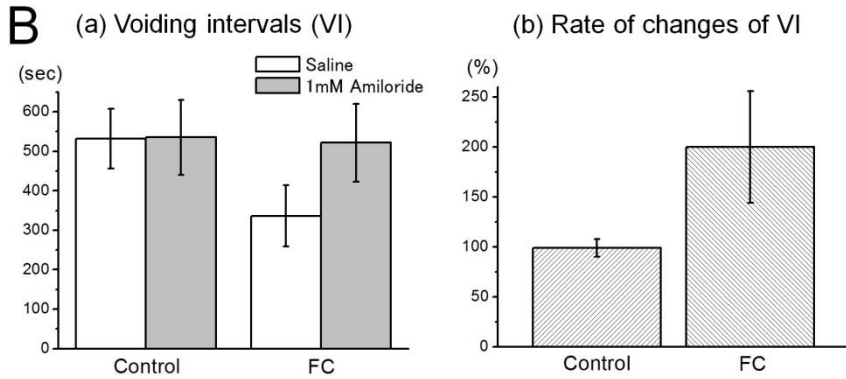 B
(a) Voiding intervals (VI)
(sec)
Saline
1mM Amiloride
600
500
400
300
200
100
0
Control
FC
(b) Rate of changes of VI
(%)
250
200
150
100
50
0
Control
FC